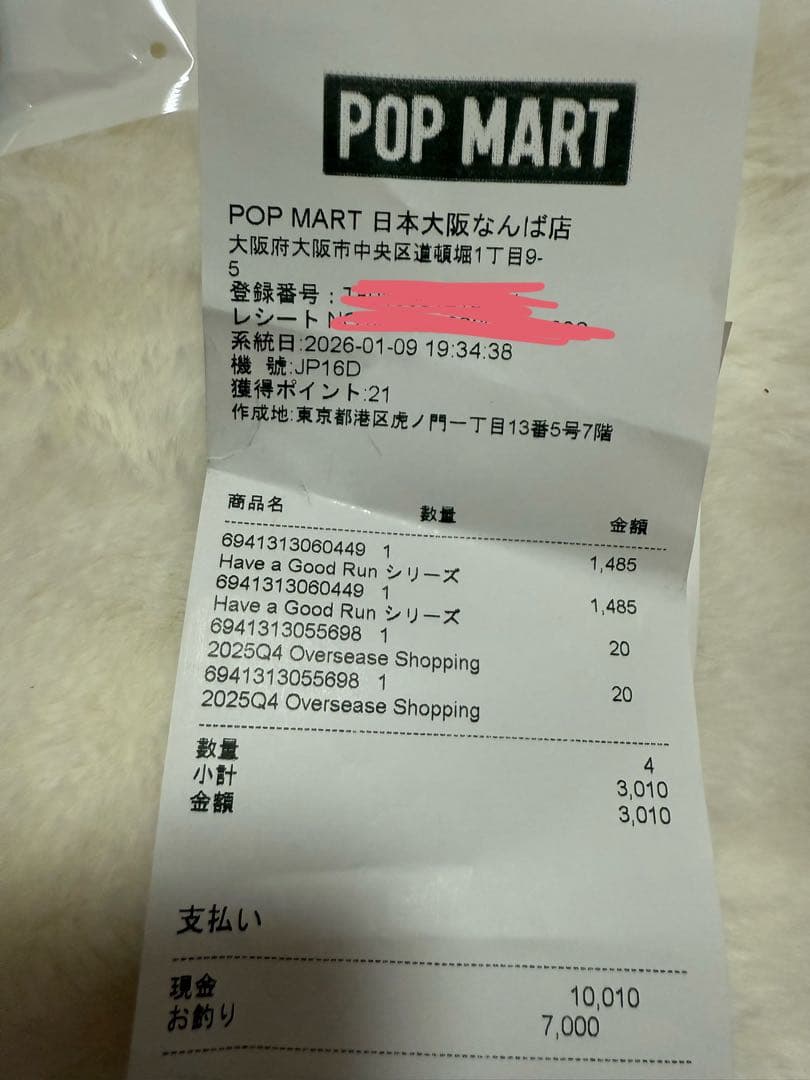 POP MART
POP MART 日本大阪なんば店
大阪府大阪市中央区道頓堀1丁目9-
5
登録番号：
レシート
系統日:2026-01-09 19:34:38
機 號:JP16D
獲得ポイント:21
作成地:東京都港区虎ノ門一丁目13番5号7階
商品名 數量 金額
6941313060449 1 1,485
Have a Good Run シリーズ
6941313060449 1 1,485
Have a Good Run シリーズ
6941313055698 1 20
2025Q4 Oversease Shopping
6941313055698 1 20
2025Q4 Oversease Shopping
數量 4
小計 3,010
金額 3,010
支払い
現金 10,010
お釣り 7,000